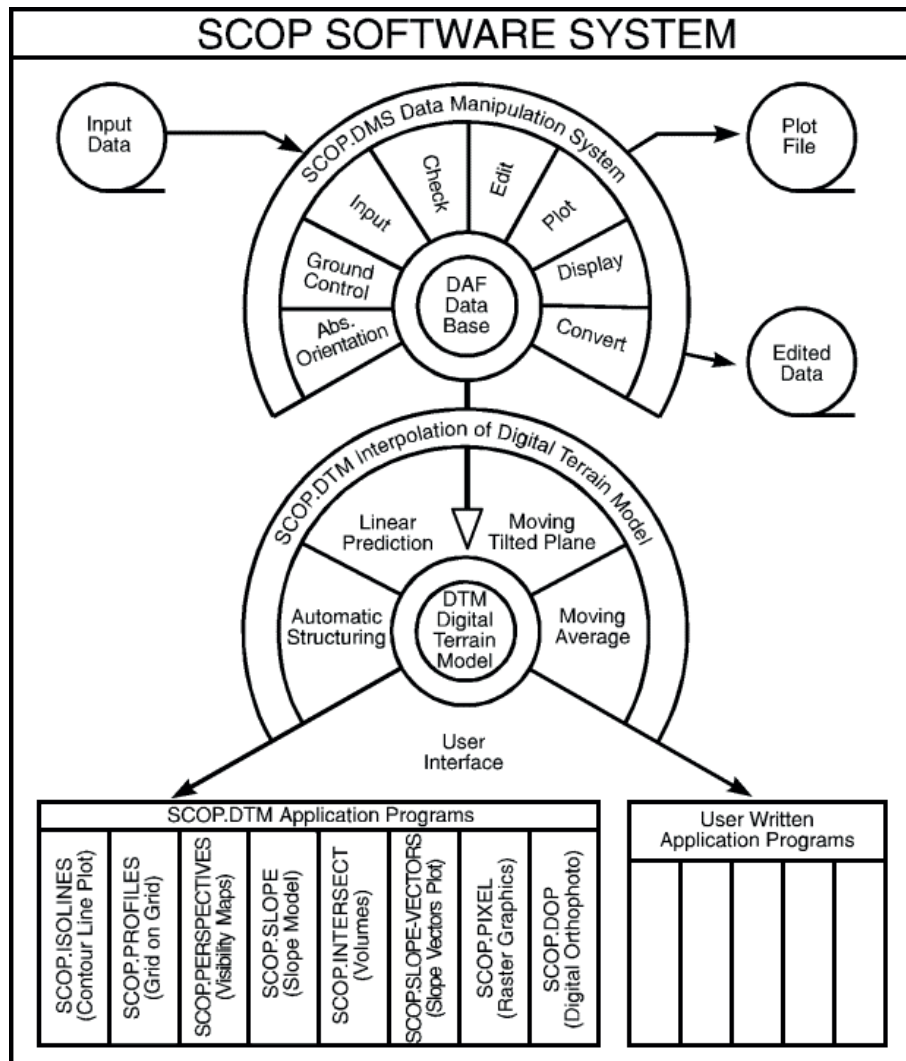 SCOP SOFTWARE SYSTEM
Input
Data
SCOP.DMS Data Manipulation System
Plot
File
Abs.
Orientation
Ground
Control
Input
Check
Edit
Plot
Display
Convert
DAF
Data
Base
Edited
Data
SCOP.DTM Interpolation of Digital Terrain Model
Automatic
Structuring
Linear
Prediction
Moving
Tilted Plane
Moving
Average
DTM
Digital
Terrain
Model
User
Interface
SCOP.DTM Application Programs
SCOP.ISOLINES
(Contour Line Plot)
SCOP.PROFILES
(Grid on Grid)
SCOP.PERSPECTIVES
(Visibility Maps)
SCOP.SLOPE
(Slope Model)
SCOP.INTERSECT
(Volumes)
SCOP.SLOPE-VECTORS
(Slope Vectors Plot)
SCOP.PIXEL
(Raster Graphics)
SCOP.DOP
(Digital Orthophoto)
User Written
Application Programs